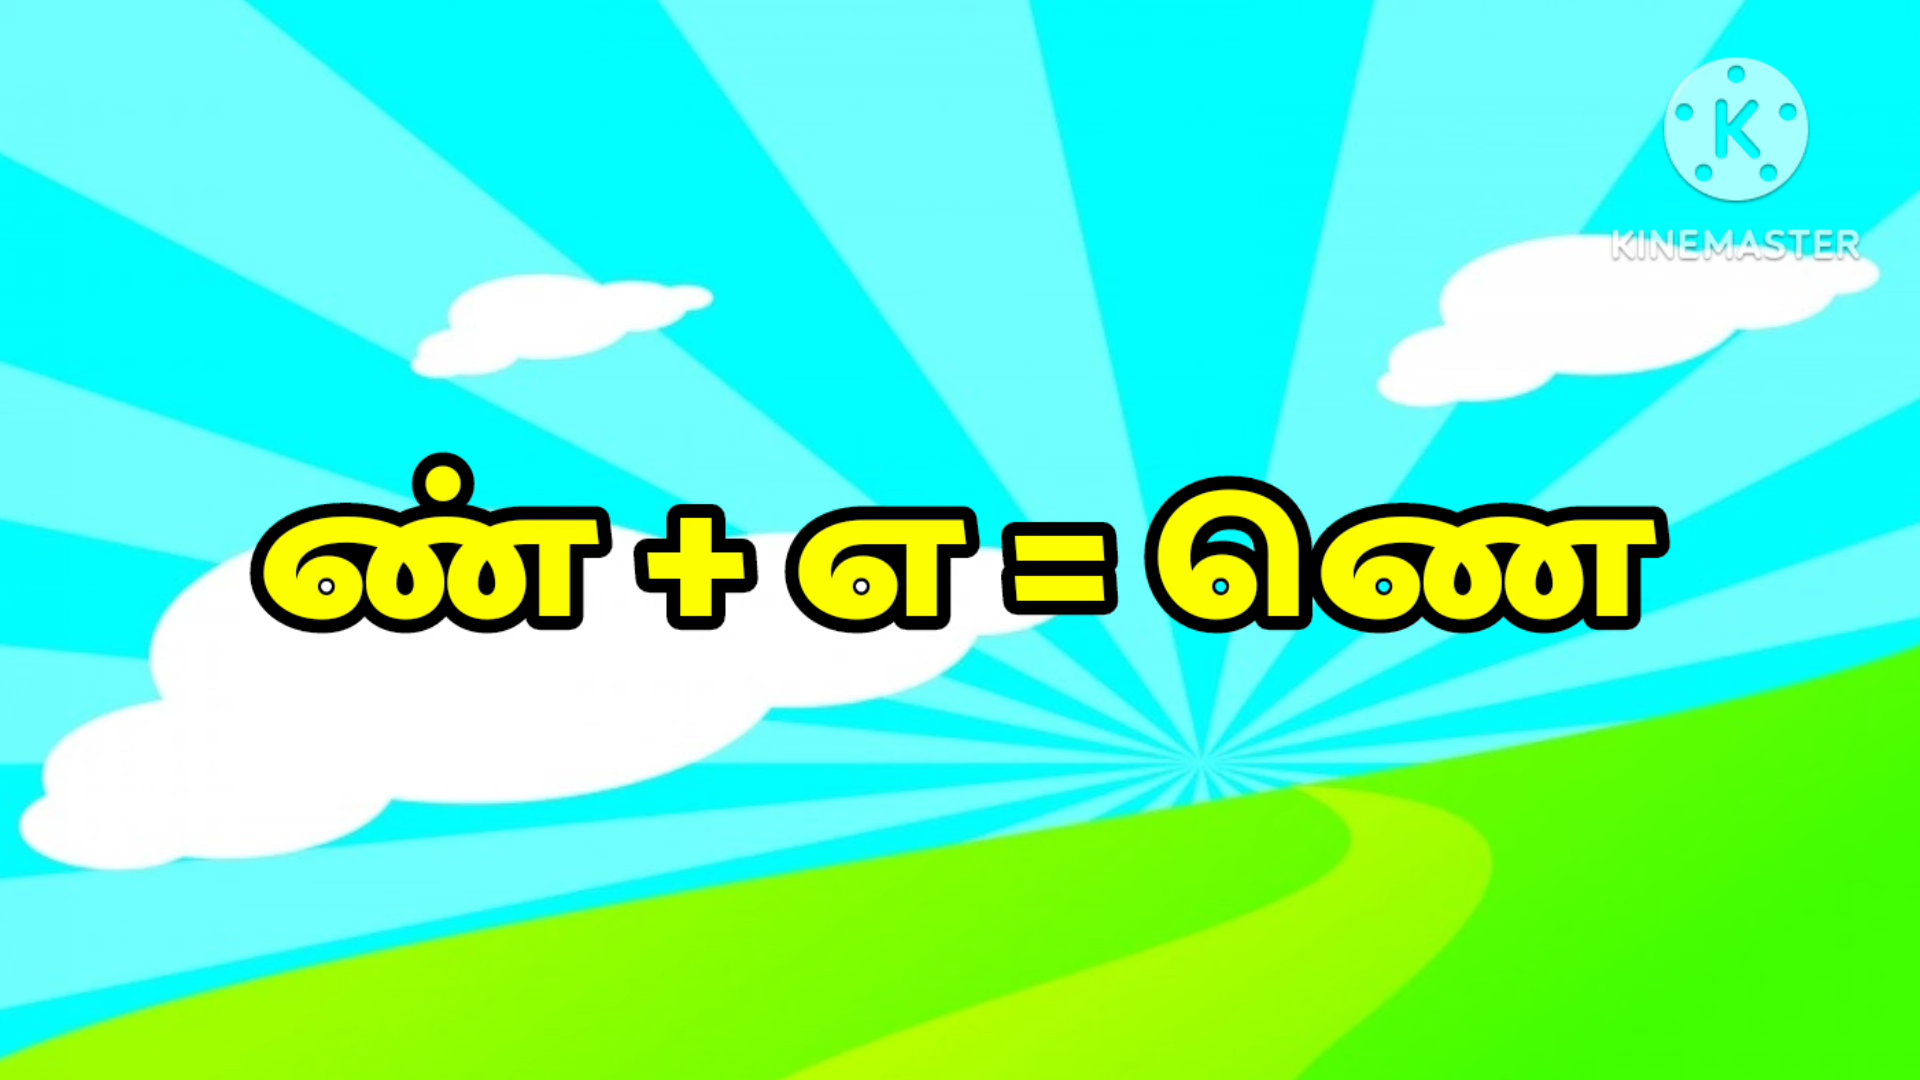 KINEMASTER
ண் + எ = ணெ